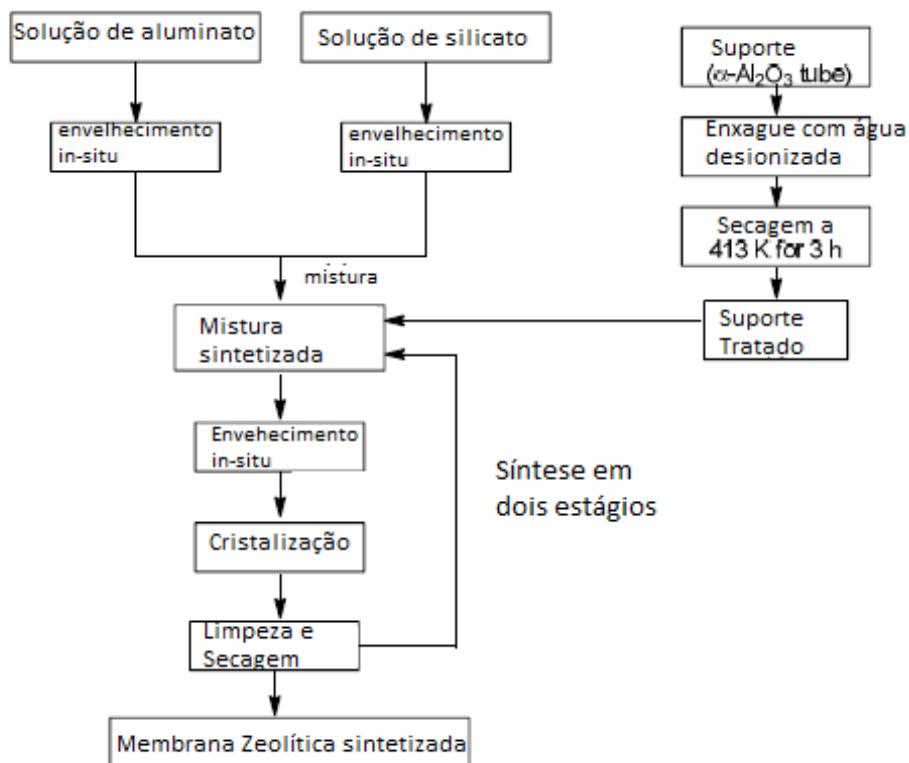 Solução de aluminato
Solução de silicato
Suporte
(α-Al₂O₃ tube)
envelhecimento
in-situ
envelhecimento
in-situ
Enxague com água
desionizada
Secagem a
413 K for 3 h
mistura
Mistura
sintetizada
Suporte
Tratado
Envehecimento
in-situ
Síntese em
dois estágios
Cristalização
Limpeza e
Secagem
Membrana Zeolítica sintetizada